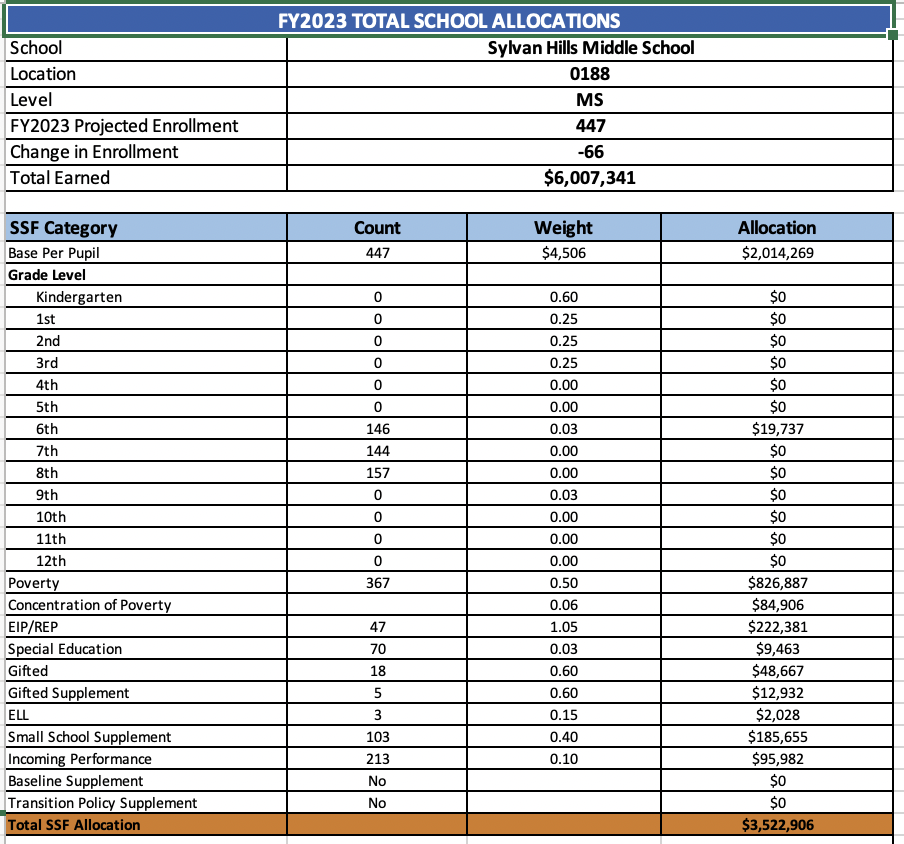 FY2023 TOTAL SCHOOL ALLOCATIONS
School Sylvan Hills Middle School
Location 0188
Level MS
FY2023 Projected Enrollment 447
Change in Enrollment -66
Total Earned $6,007,341
SSF Category Count Weight Allocation
Base Per Pupil 447 $4,506 $2,014,269
Grade Level
Kindergarten 0 0.60 $0
1st 0 0.25 $0
2nd 0 0.25 $0
3rd 0 0.25 $0
4th 0 0.00 $0
5th 0 0.00 $0
6th 146 0.03 $19,737
7th 144 0.00 $0
8th 157 0.00 $0
9th 0 0.03 $0
10th 0 0.00 $0
11th 0 0.00 $0
12th 0 0.00 $0
Poverty 367 0.50 $826,887
Concentration of Poverty 0.06 $84,906
EIP/REP 47 1.05 $222,381
Special Education 70 0.03 $9,463
Gifted 18 0.60 $48,667
Gifted Supplement 5 0.60 $12,932
ELL 3 0.15 $2,028
Small School Supplement 103 0.40 $185,655
Incoming Performance 213 0.10 $95,982
Baseline Supplement No $0
Transition Policy Supplement No $0
Total SSF Allocation $3,522,906